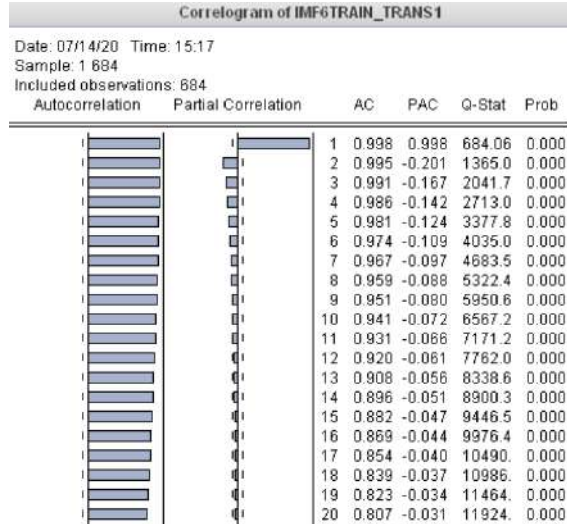 Correlogram of IMF6TRAIN_TRANS1
Date: 07/14/20 Time: 15:17
Sample: 1 684
Included observations: 684
Autocorrelation Partial Correlation AC PAC Q-Stat Prob
1 0.998 0.998 684.06 0.000
2 0.995 -0.201 1365.0 0.000
3 0.991 -0.167 2041.7 0.000
4 0.986 -0.142 2713.0 0.000
5 0.981 -0.124 3377.8 0.000
6 0.974 -0.109 4035.0 0.000
7 0.967 -0.097 4683.5 0.000
8 0.959 -0.088 5322.4 0.000
9 0.951 -0.080 5950.6 0.000
10 0.941 -0.072 6567.2 0.000
11 0.931 -0.066 7171.2 0.000
12 0.920 -0.061 7762.0 0.000
13 0.908 -0.056 8338.6 0.000
14 0.896 -0.051 8900.3 0.000
15 0.882 -0.047 9446.5 0.000
16 0.869 -0.044 9976.4 0.000
17 0.854 -0.040 10490. 0.000
18 0.839 -0.037 10986. 0.000
19 0.823 -0.034 11464. 0.000
20 0.807 -0.031 11924. 0.000